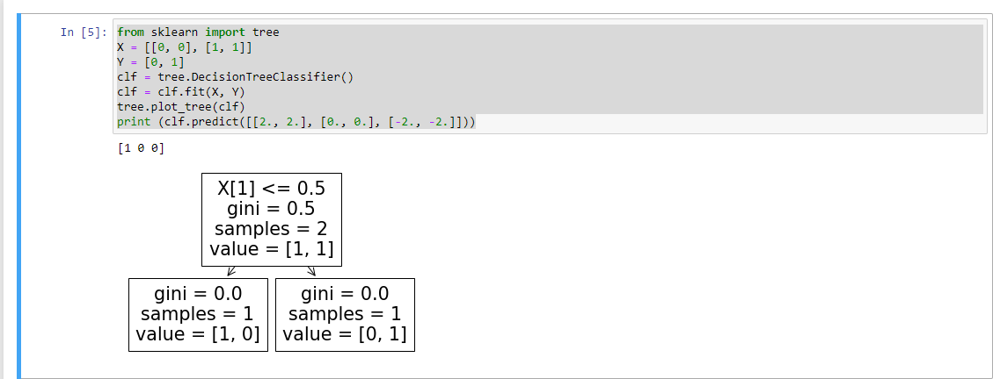 In [5]: from sklearn import tree
X = [[0, 0], [1, 1]]
Y = [0, 1]
clf = tree.DecisionTreeClassifier()
clf = clf.fit(X, Y)
tree.plot_tree(clf)
print (clf.predict([[2., 2.], [0., 0.], [-2., -2.]]))
[1 0 0]
X[1] <= 0.5
gini = 0.5
samples = 2
value = [1, 1]
gini = 0.0
samples = 1
value = [1, 0]
gini = 0.0
samples = 1
value = [0, 1]